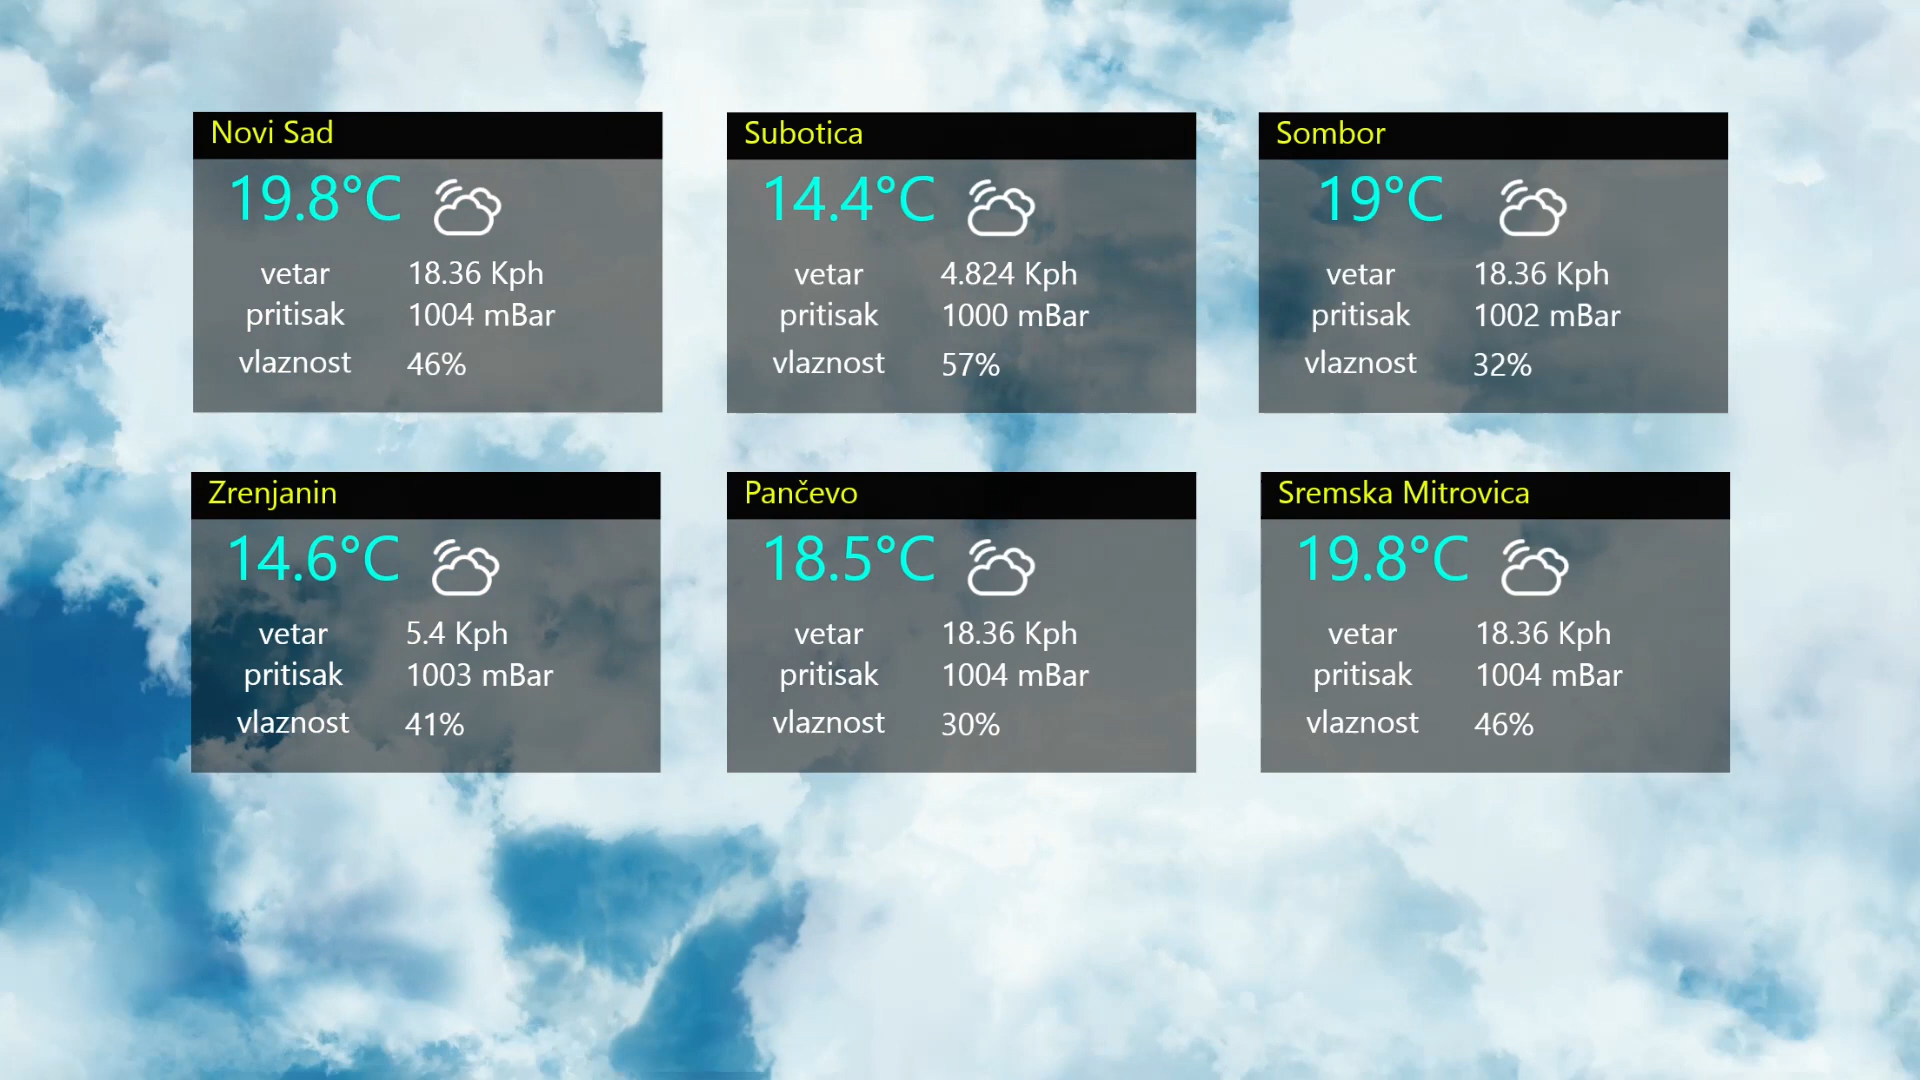 Novi Sad
19.8°C
vetar 18.36 Kph
pritisak 1004 mBar
vlaznost 46%
Subotica
14.4°C
vetar 4.824 Kph
pritisak 1000 mBar
vlaznost 57%
Sombor
19°C
vetar 18.36 Kph
pritisak 1002 mBar
vlaznost 32%
Zrenjanin
14.6°C
vetar 5.4 Kph
pritisak 1003 mBar
vlaznost 41%
Pančevo
18.5°C
vetar 18.36 Kph
pritisak 1004 mBar
vlaznost 30%
Sremska Mitrovica
19.8°C
vetar 18.36 Kph
pritisak 1004 mBar
vlaznost 46%